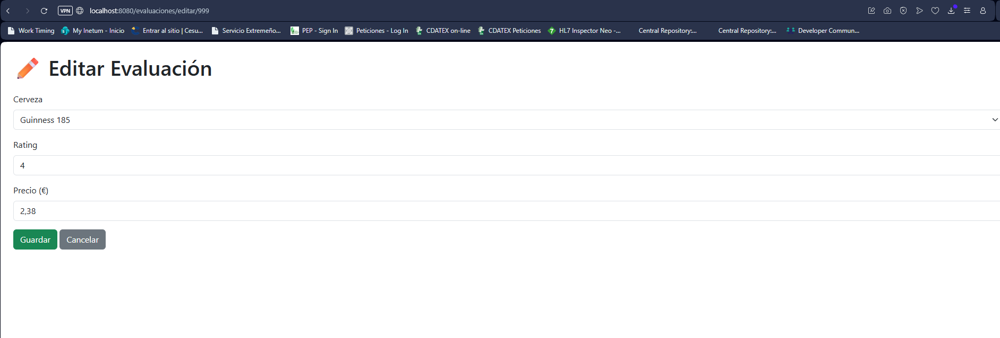 VPN localhost:8080/evaluaciones/editar/999
Work Timing My Inetum - Inicio Entrar al sitio | Cesu... Servicio Extremeño... PEP - Sign In Peticiones - Log In CDATEX on-line CDATEX Peticiones HL7 Inspector Neo -... Central Repository:... Central Repository:... Developer Commun...
Editar Evaluación
Cerveza
Guinness 185
Rating
4
Precio (€)
2,38
Guardar Cancelar